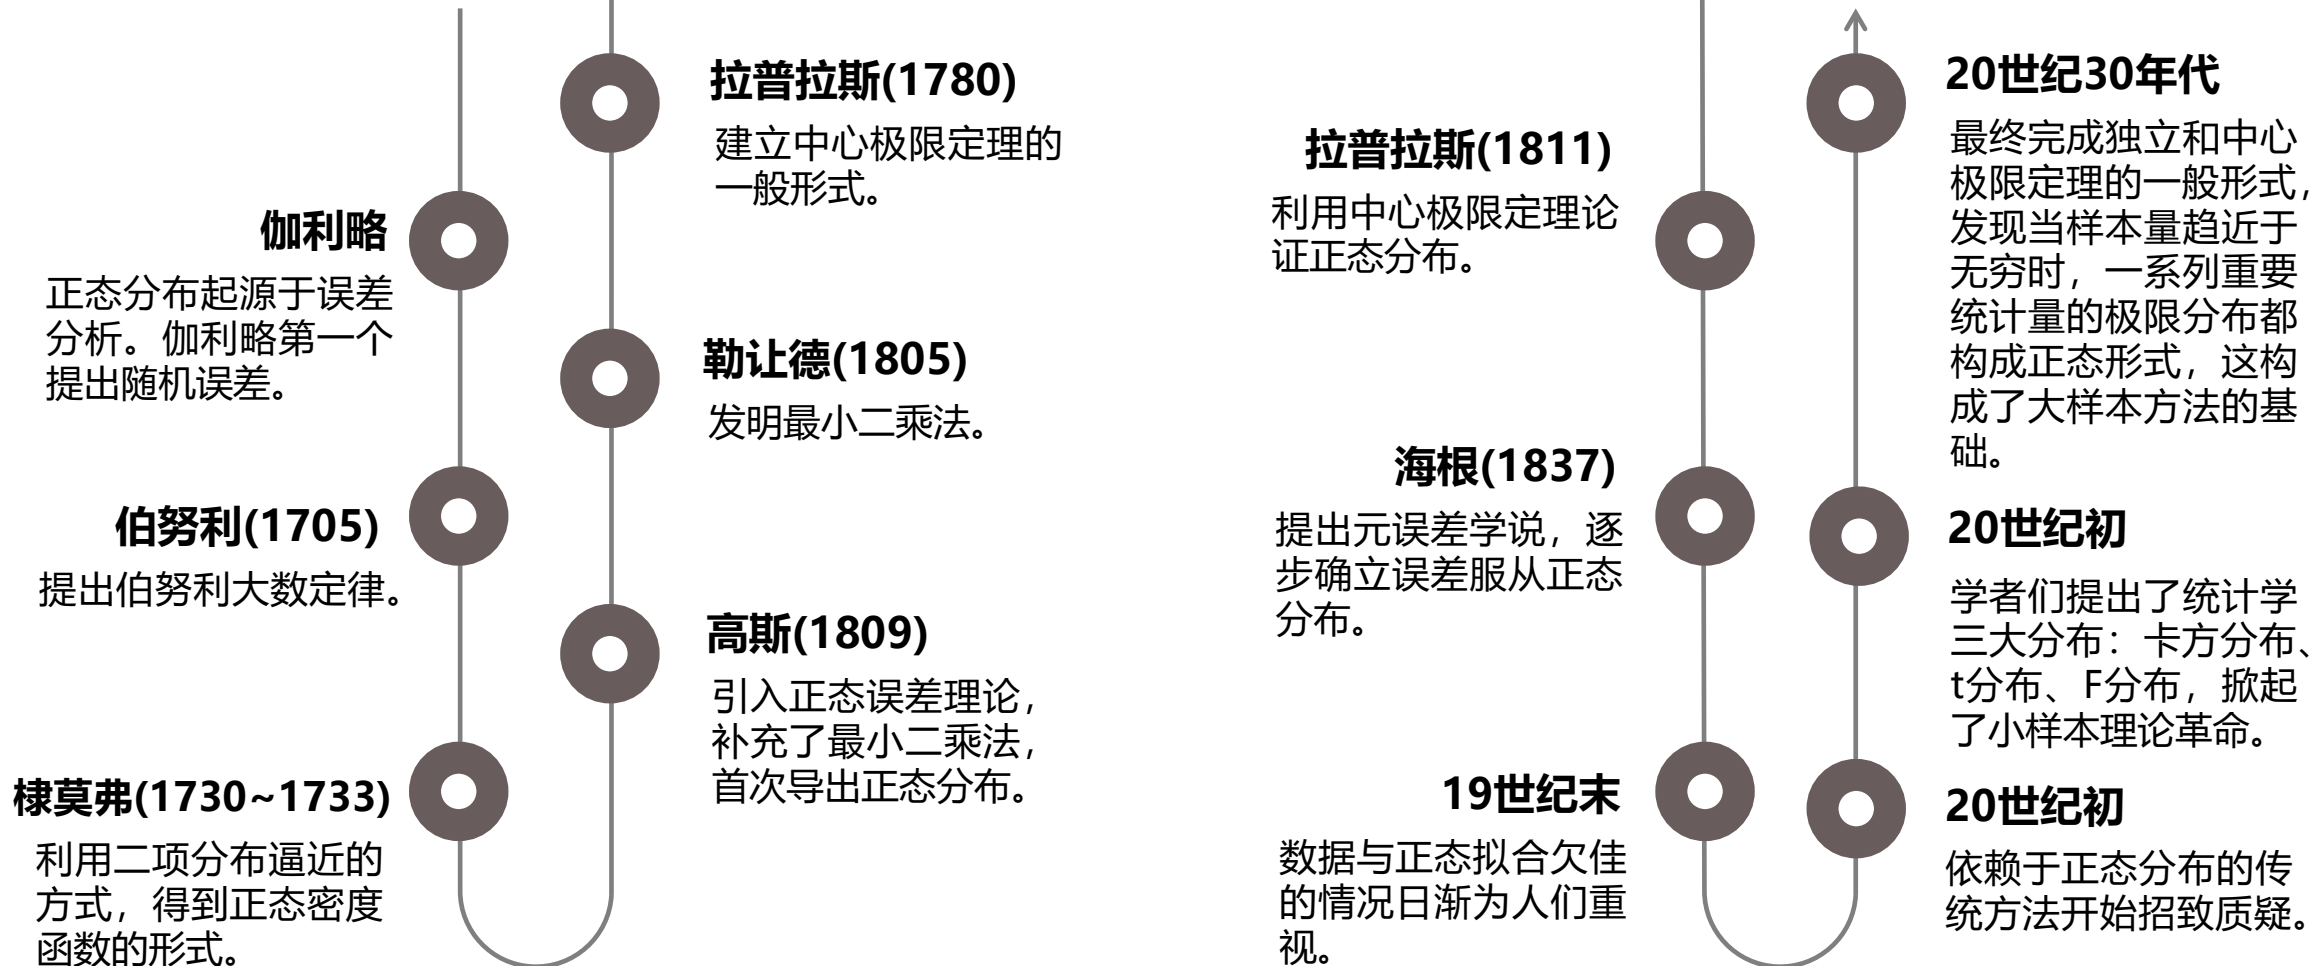 伽利略
正态分布起源于误差
分析。伽利略第一个
提出随机误差。
伯努利(1705)
提出伯努利大数定律。
棣莫弗(1730~1733)
利用二项分布逼近的
方式，得到正态密度
函数的形式。
拉普拉斯(1780)
建立中心极限定理的
一般形式。
勒让德(1805)
发明最小二乘法。
高斯(1809)
引入正态误差理论，
补充了最小二乘法，
首次导出正态分布。
拉普拉斯(1811)
利用中心极限定理论
证正态分布。
海根(1837)
提出元误差学说，逐
步确立误差服从正态
分布。
19世纪末
数据与正态拟合欠佳
的情况日渐为人们重
视。
20世纪30年代
最终完成独立和中心
极限定理的一般形式，
发现当样本量趋近于
无穷时，一系列重要
统计量的极限分布都
构成正态形式，这构
成了大样本方法的基
础。
20世纪初
学者们提出了统计学
三大分布：卡方分布、
t分布、F分布，掀起
了小样本理论革命。
20世纪初
依赖于正态分布的传
统方法开始招致质疑。